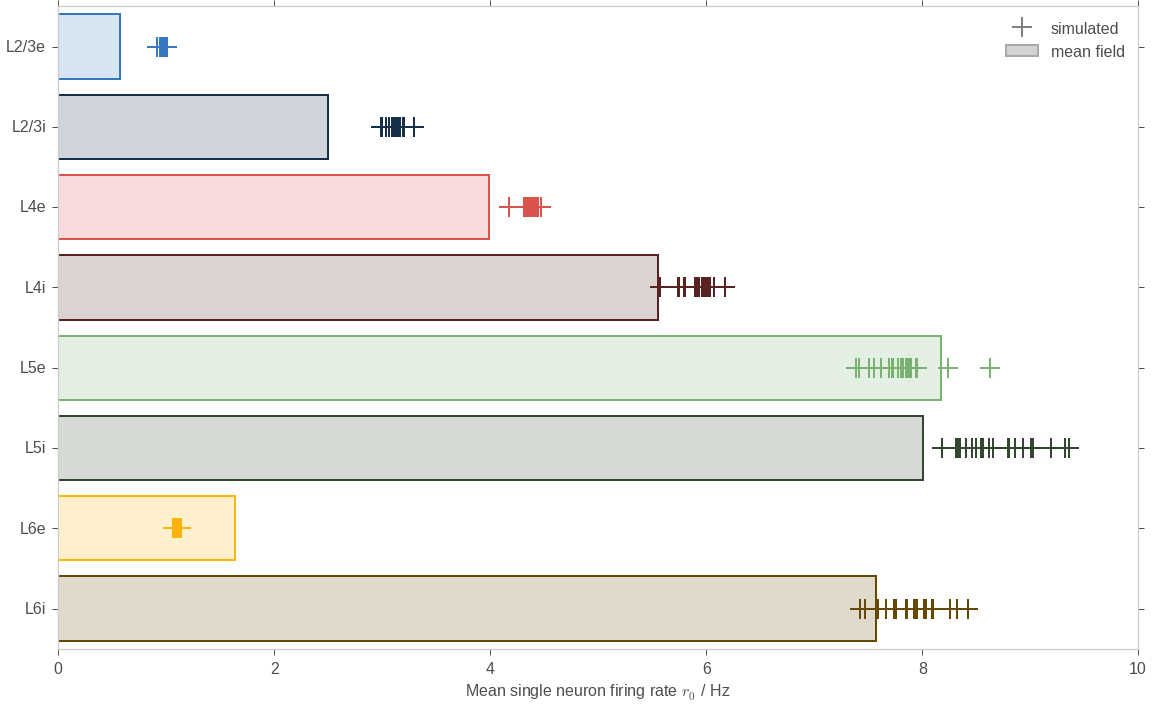 L2/3e
L2/3i
L4e
L4i
L5e
L5i
L6e
L6i
simulated
mean field
0 2 4 6 8 10
Mean single neuron firing rate r₀ / Hz